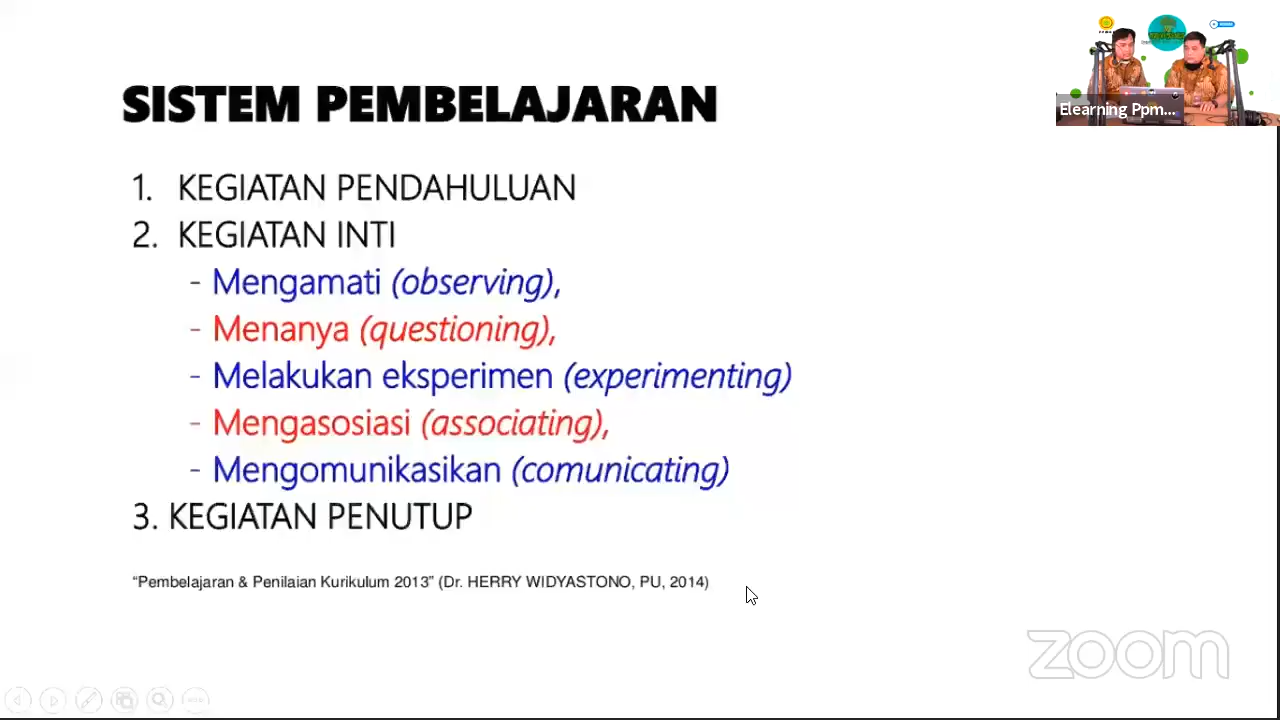 SISTEM PEMBELAJARAN
Elearning Ppm...
1. KEGIATAN PENDAHULUAN
2. KEGIATAN INTI
- Mengamati (observing),
- Menanya (questioning),
- Melakukan eksperimen (experimenting)
- Mengasosiasi (associating),
- Mengomunikasikan (comunicating)
3. KEGIATAN PENUTUP
“Pembelajaran & Penilaian Kurikulum 2013” (Dr. HERRY WIDYASTONO, PU, 2014)
zoom